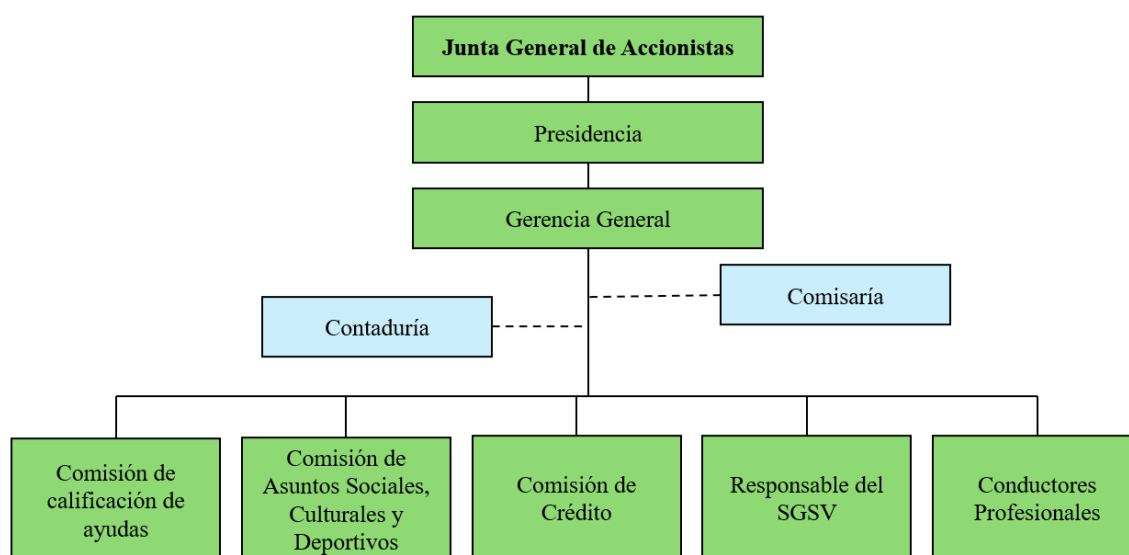 Junta General de Accionistas
Presidencia
Gerencia General
Comisaría
Contaduría
Comisión de
calificación de
ayudas
Comisión de
Asuntos Sociales,
Culturales y
Deportivos
Comisión de
Crédito
Responsable del
SGSV
Conductores
Profesionales